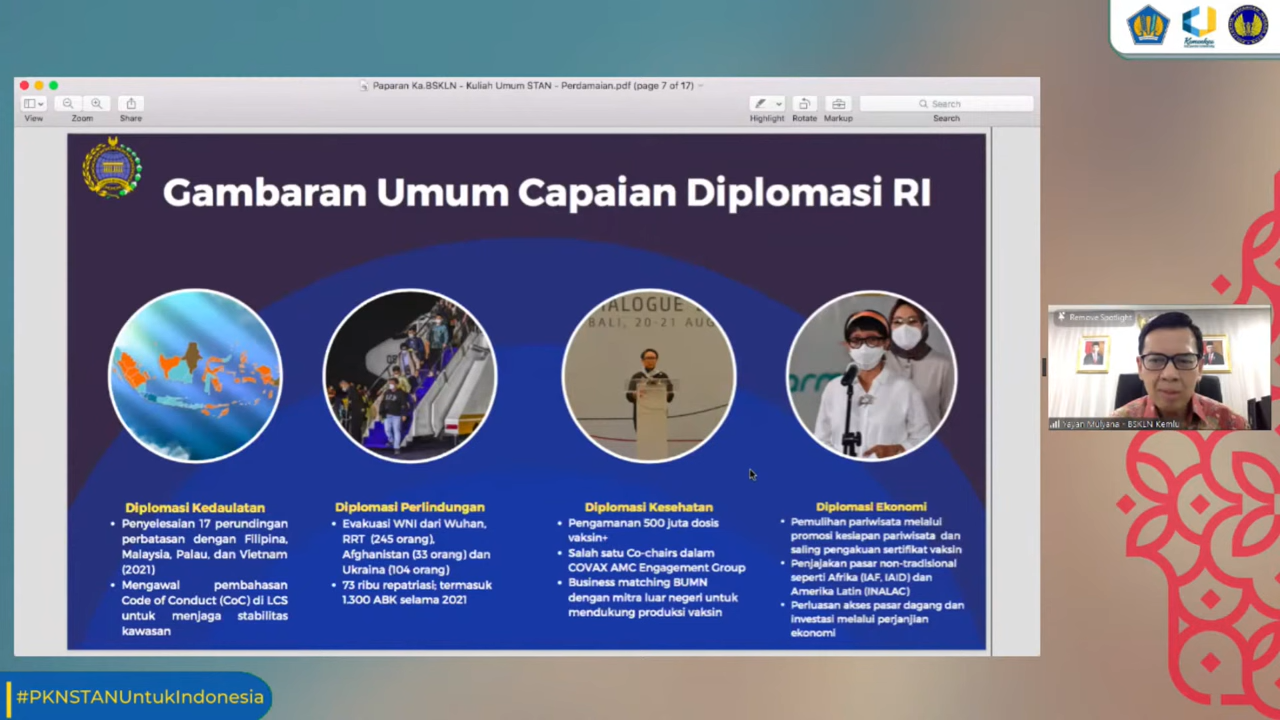 Paparan Ka.BSKLN - Kuliah Umum STAN - Perdamaian.pdf (page 7 of 17)
View
Zoom
Share
Highlight
Rotate
Markup
Search
Search
Gambaran Umum Capaian Diplomasi RI
ALOGUE
BALI, 20-21 AUG
Diplomasi Kedaulatan
Penyelesaian 17 perundingan
perbatasan dengan Filipina,
Malaysia, Palau, dan Vietnam
(2021)
Mengawal pembahasan
Code of Conduct (CoC) di LCS
untuk menjaga stabilitas
kawasan
Diplomasi Perlindungan
Evakuasi WNI dari Wuhan,
RRT (245 orang),
Afghanistan (33 orang) dan
Ukraina (104 orang)
73 ribu repatriasi; termasuk
1.300 ABK selama 2021
Diplomasi Kesehatan
Pengamanan 500 juta dosis
vaksin+
Salah satu Co-chairs dalam
COVAX AMC Engagement Group
Business matching BUMN
dengan mitra luar negeri untuk
mendukung produksi vaksin
Diplomasi Ekonomi
Pemulihan pariwisata melalui
promosi kesiapan pariwisata dan
saling pengakuan sertifikat vaksin
Penjajakan pasar non-tradisional
seperti Afrika (IAF, IAID) dan
Amerika Latin (INALAC)
Perluasan akses pasar dagang dan
investasi melalui perjanjian
ekonomi
Remove Spotlight
Yayan Mulyana - BSKLN Kemlu
#PKNSTANUntukIndonesia